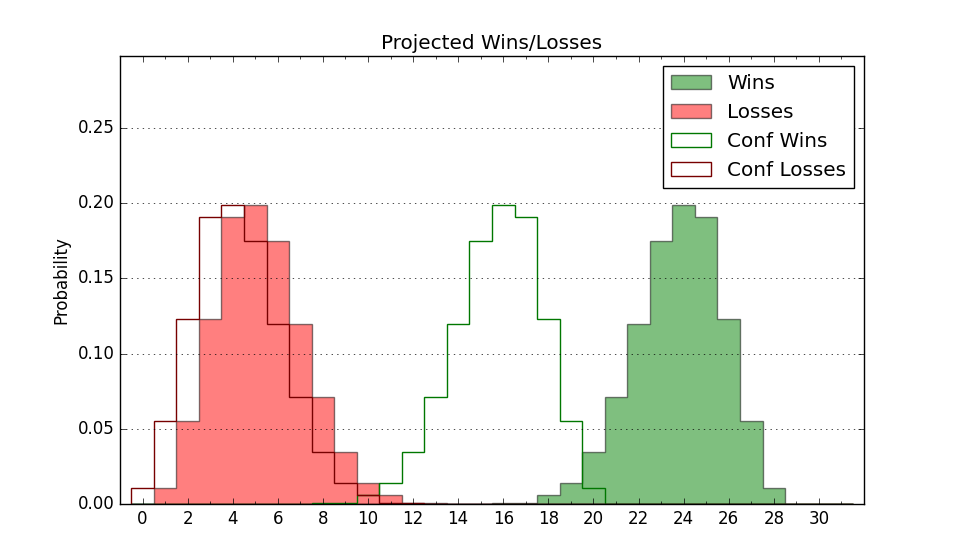 Projected Wins/Losses
Wins
Losses
Conf Wins
Conf Losses
Probability
0.25
0.20
0.15
0.10
0.05
0.00
0 2 4 6 8 10 12 14 16 18 20 22 24 26 28 30